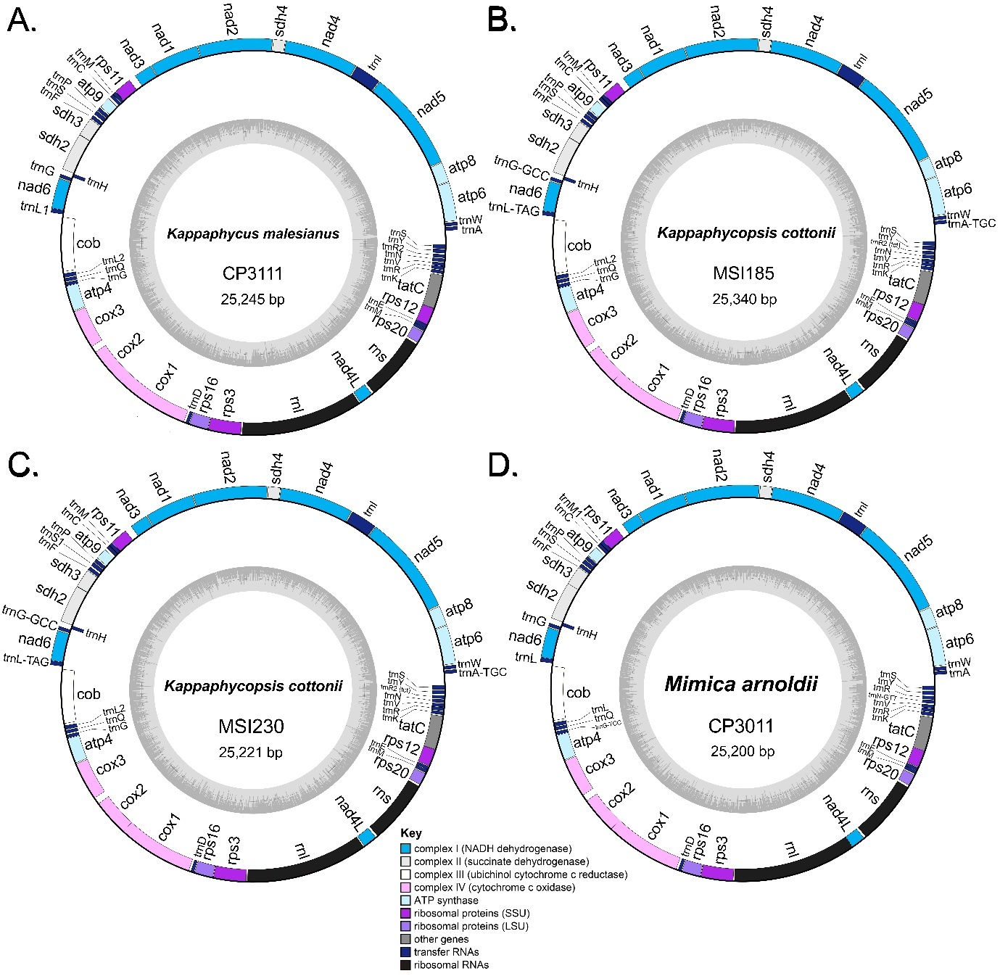 A.
nad3
nad1
nad2
sdh4
nad4
trnI
nad5
atp8
atp6
trnW
trnA
trnM
trnC
rps11
trnP
trnS
trnF
atp9
sdh3
sdh2
trnG
trnH
nad6
trnL1
cob
trnL2
trnQ
trnG
atp4
cox3
cox2
cox1
trnD
rps16
rps3
rnl
nad4L
rns
rps20
trnM
trnE
rps12
tatC
trnK
trnR
trnV
trnN
trnR2
trnY
trnS
Kappaphycus malesianus
CP3111
25,245 bp
B.
nad3
nad1
nad2
sdh4
nad4
trnI
nad5
atp8
atp6
trnW
trnA-TGC
trnM
trnC
rps11
trnP
trnS
trnF
atp9
sdh3
sdh2
trnG-GCC
trnH
nad6
trnL-TAG
cob
trnL2
trnQ
trnG
atp4
cox3
cox2
cox1
trnD
rps16
rps3
rnl
nad4L
rns
rps20
trnM
trnE
rps12
tatC
trnK
trnR
trnV
trnN
trnR2 (tct)
trnY
trnS
Kappaphycopsis cottonii
MSI185
25,340 bp
C.
nad3
nad1
nad2
sdh4
nad4
trnI
nad5
atp8
atp6
trnW
trnA-TGC
trnM
trnC
rps11
trnP
trnS1
trnF
atp9
sdh3
sdh2
trnG-GCC
trnH
nad6
trnL-TAG
cob
trnL2
trnQ
trnG
atp4
cox3
cox2
cox1
trnD
rps16
rps3
rnl
nad4L
rns
rps20
trnM
trnE
rps12
tatC
trnK
trnR
trnV
trnN
trnR2 (tct)
trnY
trnS
Kappaphycopsis cottonii
MSI230
25,221 bp
D.
nad3
nad1
nad2
sdh4
nad4
trnI
nad5
atp8
atp6
trnW
trnA
trnM1
trnC
rps11
trnP
trnS
trnF
atp9
sdh3
sdh2
trnG
trnH
nad6
trnL
cob
trnL
trnQ
trnG-TCC
atp4
cox3
cox2
cox1
trnD
rps16
rps3
rnl
nad4L
rns
rps20
trnM
trnE
rps12
tatC
trnK
trnR
trnV
trnN-GTT
trnR
trnY
trnS
Mimica arnoldii
CP3011
25,200 bp
Key
complex I (NADH dehydrogenase)
complex II (succinate dehydrogenase)
complex III (ubichinol cytochrome c reductase)
complex IV (cytochrome c oxidase)
ATP synthase
ribosomal proteins (SSU)
ribosomal proteins (LSU)
other genes
transfer RNAs
ribosomal RNAs